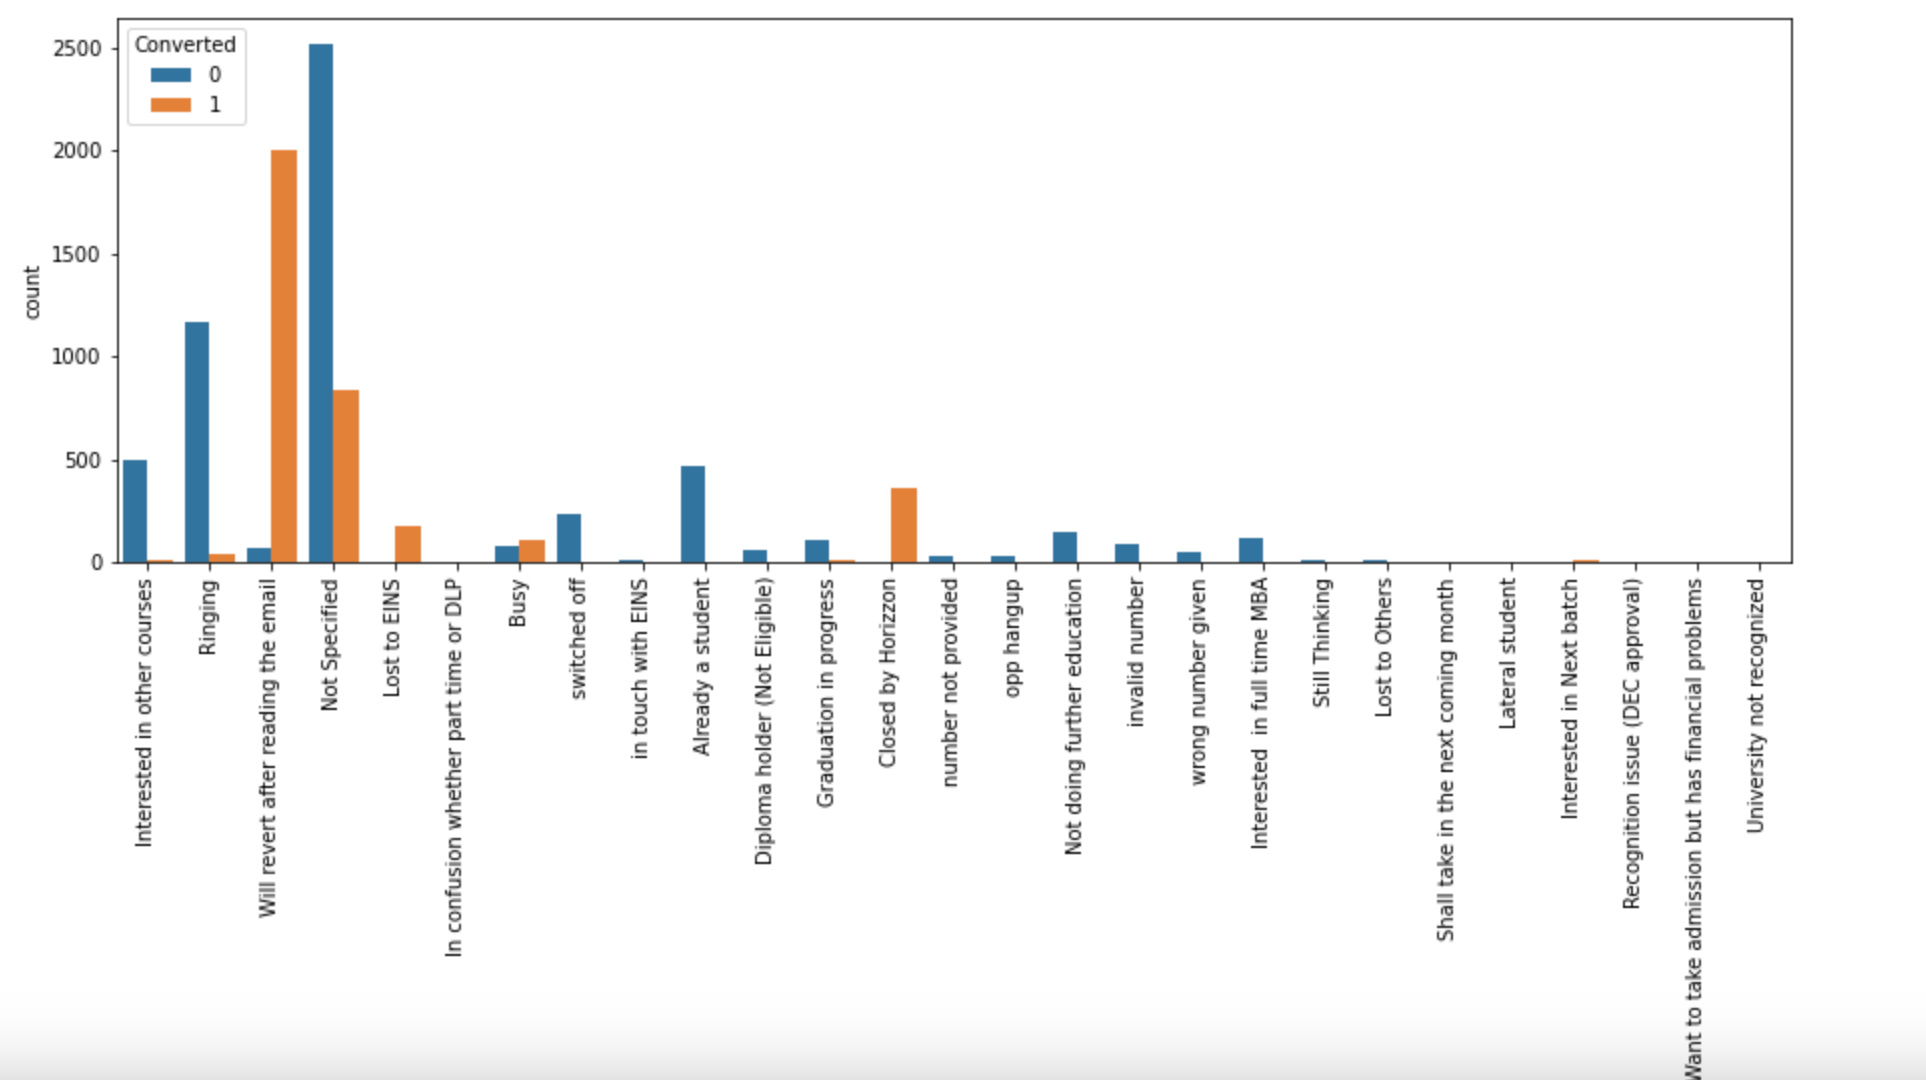 Converted
0
1
2500
2000
1500
1000
500
0
count
Interested in other courses
Ringing
Will revert after reading the email
Not Specified
Lost to EINS
In confusion whether part time or DLP
Busy
switched off
in touch with EINS
Already a student
Diploma holder (Not Eligible)
Graduation in progress
Closed by Horizzon
number not provided
opp hangup
Not doing further education
invalid number
wrong number given
Interested  in full time MBA
Still Thinking
Lost to Others
Shall take in the next coming month
Lateral student
Interested in Next batch
Recognition issue (DEC approval)
Want to take admission but has financial problems
University not recognized